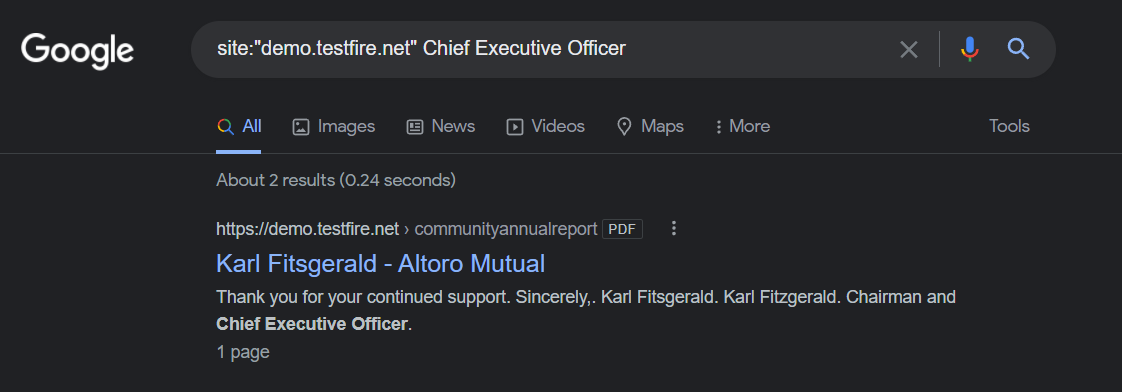 Google
site:"demo.testfire.net" Chief Executive Officer
All Images News Videos Maps More Tools
About 2 results (0.24 seconds)
https://demo.testfire.net › communityannualreport PDF
Karl Fitsgerald - Altoro Mutual
Thank you for your continued support. Sincerely,. Karl Fitsgerald. Karl Fitzgerald. Chairman and
Chief Executive Officer.
1 page